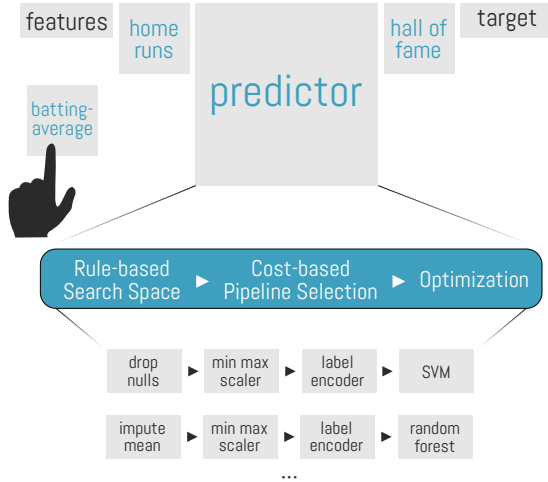 features
home
runs
predictor
hall of
fame
target
batting-
average
Rule-based
Search Space
Cost-based
Pipeline Selection
Optimization
drop
nulls
min max
scaler
label
encoder
SVM
impute
mean
min max
scaler
label
encoder
random
forest
...